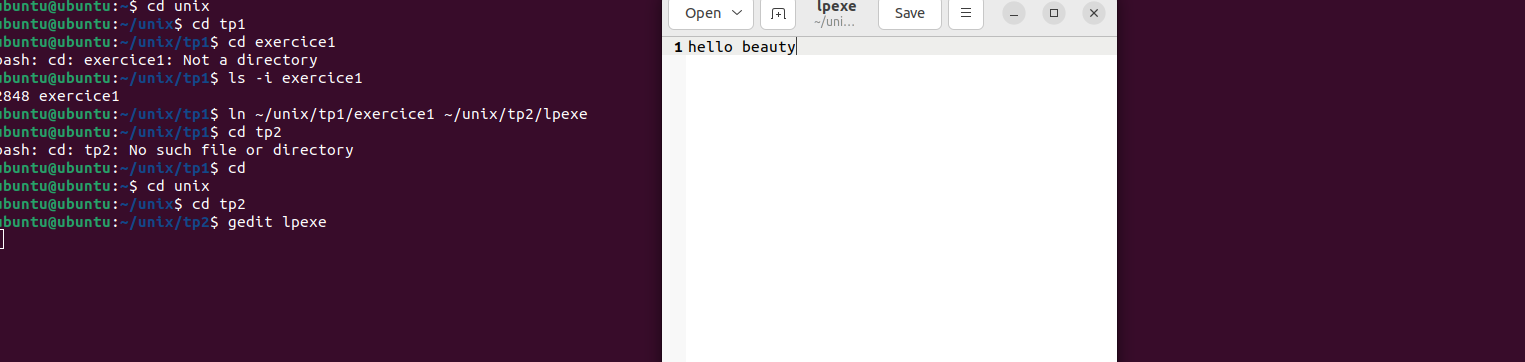 ubuntu@ubuntu:~$ cd unix
ubuntu@ubuntu:~/unix$ cd tp1
ubuntu@ubuntu:~/unix/tp1$ cd exercice1
bash: cd: exercice1: Not a directory
ubuntu@ubuntu:~/unix/tp1$ ls -i exercice1
2848 exercice1
ubuntu@ubuntu:~/unix/tp1$ ln ~/unix/tp1/exercice1 ~/unix/tp2/lpexe
ubuntu@ubuntu:~/unix/tp1$ cd tp2
bash: cd: tp2: No such file or directory
ubuntu@ubuntu:~/unix/tp1$ cd
ubuntu@ubuntu:~$ cd unix
ubuntu@ubuntu:~/unix$ cd tp2
ubuntu@ubuntu:~/unix/tp2$ gedit lpexe
Open
lpexe
~/uni…
Save
1 hello beauty